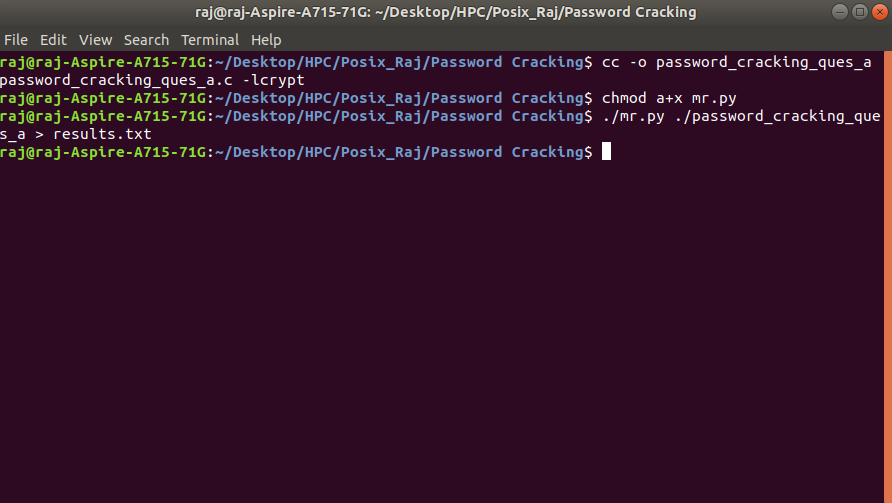 raj@raj-Aspire-A715-71G: ~/Desktop/HPC/Posix_Raj/Password Cracking
File Edit View Search Terminal Help
raj@raj-Aspire-A715-71G:~/Desktop/HPC/Posix_Raj/Password Cracking$ cc -o password_cracking_ques_a
password_cracking_ques_a.c -lcrypt
raj@raj-Aspire-A715-71G:~/Desktop/HPC/Posix_Raj/Password Cracking$ chmod a+x mr.py
raj@raj-Aspire-A715-71G:~/Desktop/HPC/Posix_Raj/Password Cracking$ ./mr.py ./password_cracking_que
s_a > results.txt
raj@raj-Aspire-A715-71G:~/Desktop/HPC/Posix_Raj/Password Cracking$